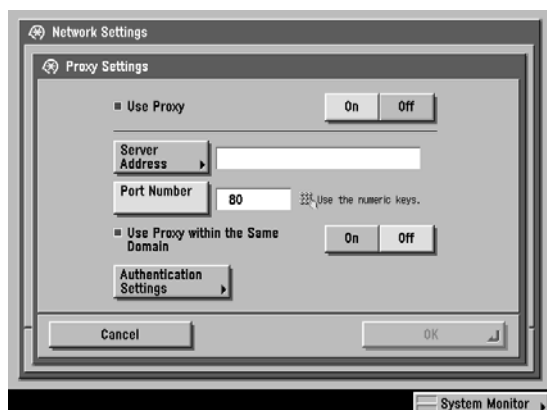 Network Settings
Proxy Settings
Use Proxy
On
Off
Server
Address
Port Number
80
Use the numeric keys.
Use Proxy within the Same
Domain
On
Off
Authentication
Settings
Cancel
OK
System Monitor